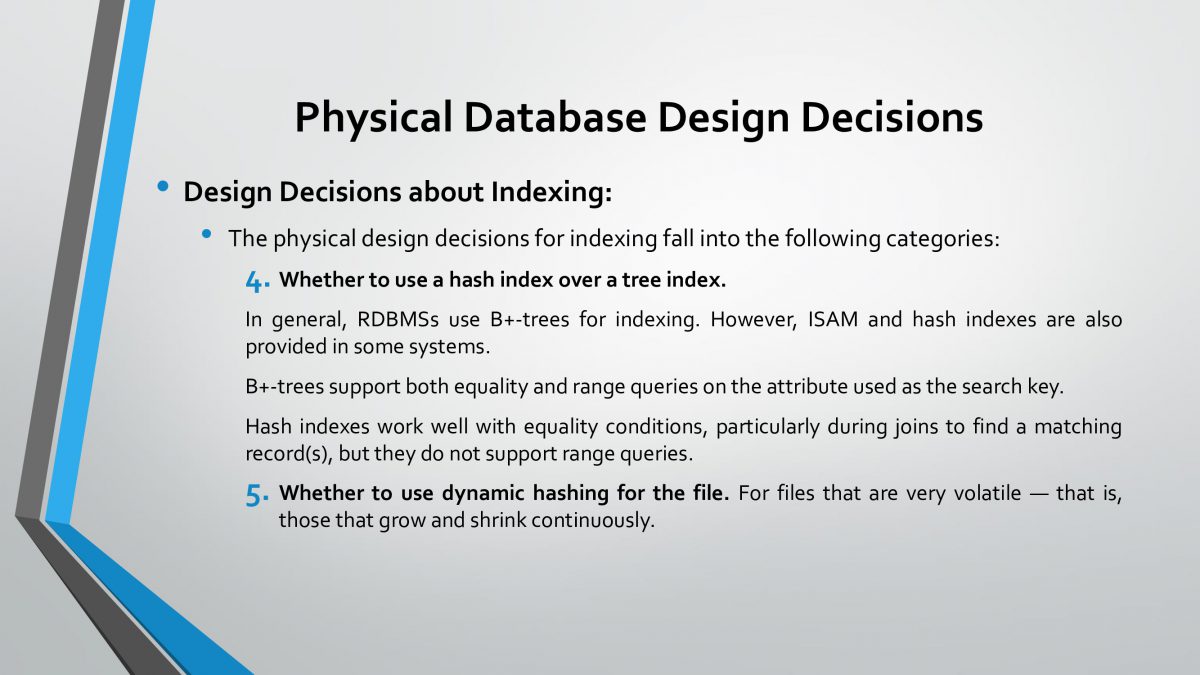 Physical Database Design Decisions
• Design Decisions about Indexing:
• The physical design decisions for indexing fall into the following categories:
4. Whether to use a hash index over a tree index.
In general, RDBMSs use B+-trees for indexing. However, ISAM and hash indexes are also
provided in some systems.
B+-trees support both equality and range queries on the attribute used as the search key.
Hash indexes work well with equality conditions, particularly during joins to find a matching
record(s), but they do not support range queries.
5. Whether to use dynamic hashing for the file. For files that are very volatile — that is,
those that grow and shrink continuously.